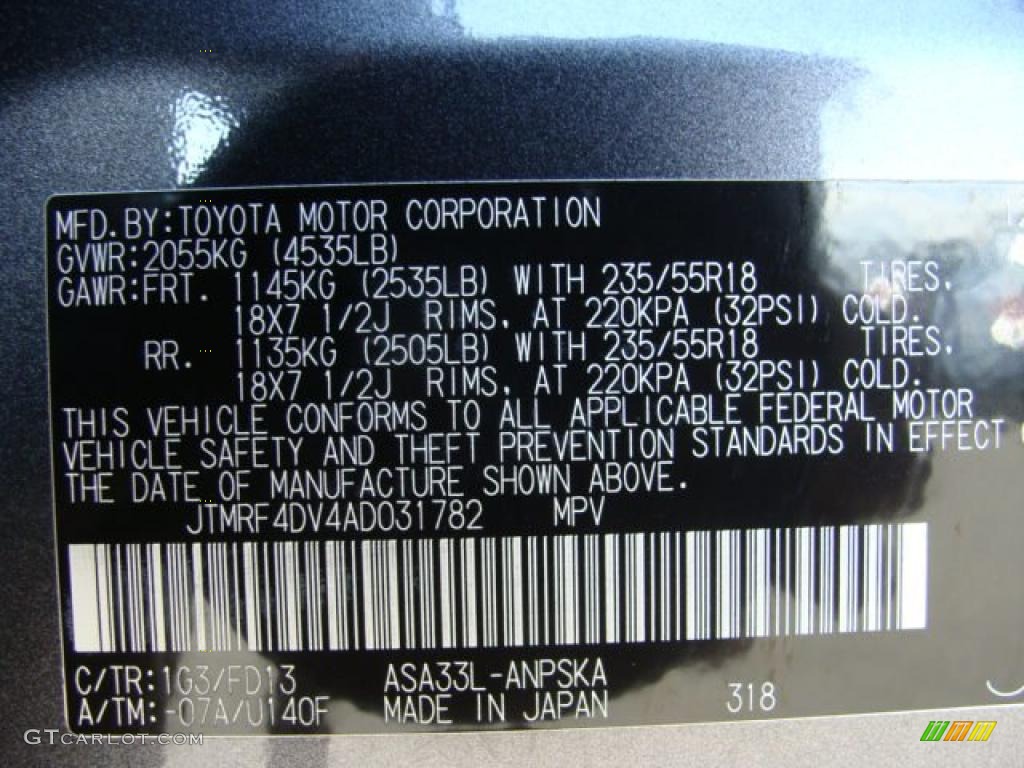 MFD.BY:TOYOTA MOTOR CORPORATION
GVWR:2055KG (4535LB)
GAWR:FRT. 1145KG (2535LB) WITH 235/55R18 TIRES.
18X7 1/2J RIMS, AT 220KPA (32PSI) COLD.
RR. 1135KG (2505LB) WITH 235/55R18 TIRES.
18X7 1/2J RIMS, AT 220KPA (32PSI) COLD.
THIS VEHICLE CONFORMS TO ALL APPLICABLE FEDERAL MOTOR
VEHICLE SAFETY AND THEFT PREVENTION STANDARDS IN EFFECT
THE DATE OF MANUFACTURE SHOWN ABOVE.
JTMRF4DV4AD031782 MPV
C/TR:1G3/FD13 ASA33L-ANPSKA
A/TM:-07A/U140F MADE IN JAPAN 318
GTCARLOT.COM